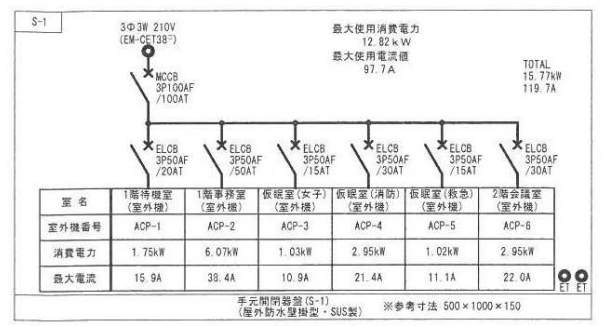 S-1
3Φ3W 210V
(EM-CET38□)
最大使用消費電力
12.82kW
最大使用電流値
97.7A
TOTAL
15.77kW
119.7A
MCCB
3P100AF
/100AT
ELCB
3P50AF
/20AT
ELCB
3P50AF
/50AT
ELCB
3P50AF
/15AT
ELCB
3P50AF
/30AT
ELCB
3P50AF
/15AT
ELCB
3P50AF
/30AT
室名 1階待機室(室外機) 1階事務室(室外機) 仮眠室(女子)(室外機) 仮眠室(消防)(室外機) 仮眠室(救急)(室外機) 2階会議室(室外機)
室外機番号 ACP-1 ACP-2 ACP-3 ACP-4 ACP-5 ACP-6
消費電力 1.75kW 6.07kW 1.03kW 2.95kW 1.02kW 2.95kW
最大電流 15.9A 38.4A 10.9A 21.4A 11.1A 22.0A
ET ET
手元開閉器盤(S-1)
(屋外防水壁掛型・SUS製)
※参考寸法 500×1000×150